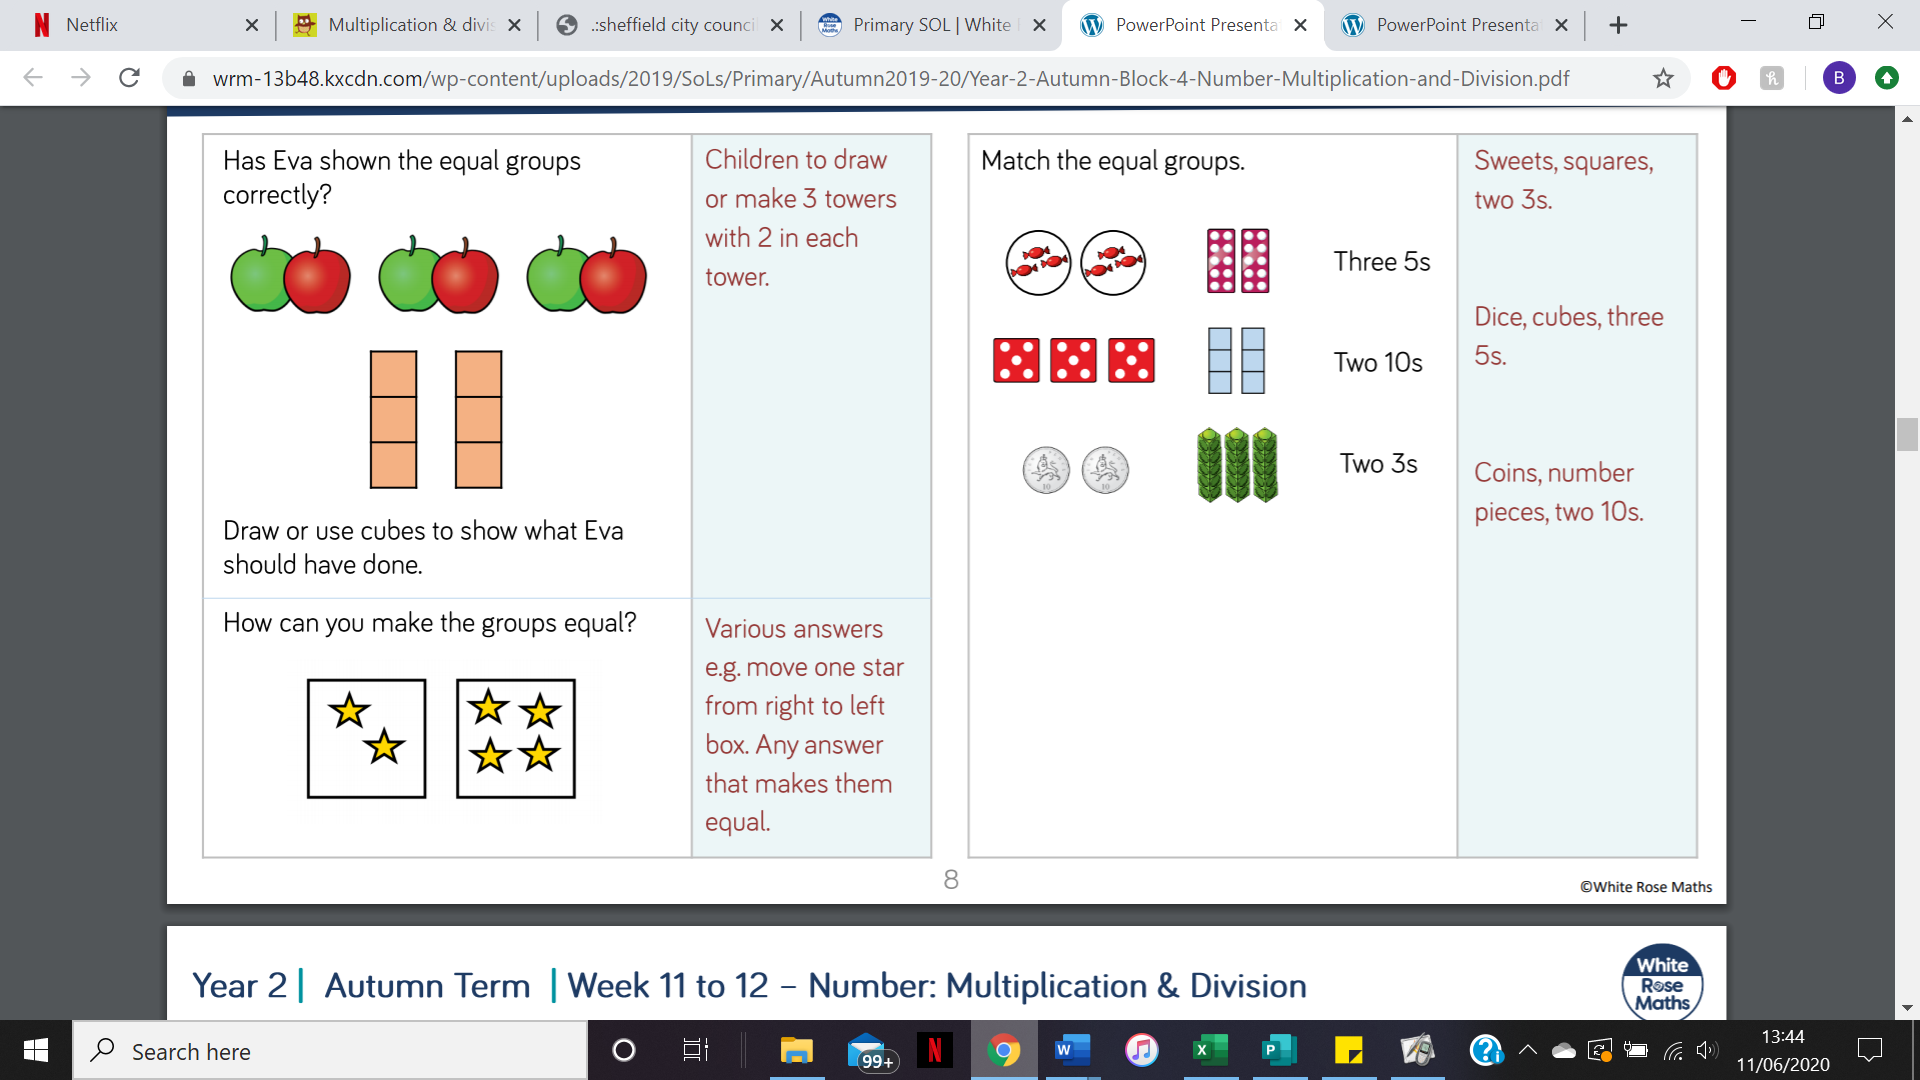 Netflix
Multiplication & divis
.:sheffield city counci
Primary SOL | White
PowerPoint Presenta
PowerPoint Presenta
wrm-13b48.kxcdn.com/wp-content/uploads/2019/SoLs/Primary/Autumn2019-20/Year-2-Autumn-Block-4-Number-Multiplication-and-Division.pdf
B
Has Eva shown the equal groups
correctly?
Draw or use cubes to show what Eva
should have done.
Children to draw
or make 3 towers
with 2 in each
tower.
How can you make the groups equal?
Various answers
e.g. move one star
from right to left
box. Any answer
that makes them
equal.
Match the equal groups.
Three 5s
Two 10s
10 10
Two 3s
Sweets, squares,
two 3s.
Dice, cubes, three
5s.
Coins, number
pieces, two 10s.
8
©White Rose Maths
Year 2 | Autumn Term | Week 11 to 12 – Number: Multiplication & Division
White
Rose
Maths
Search here
99+
13:44
11/06/2020